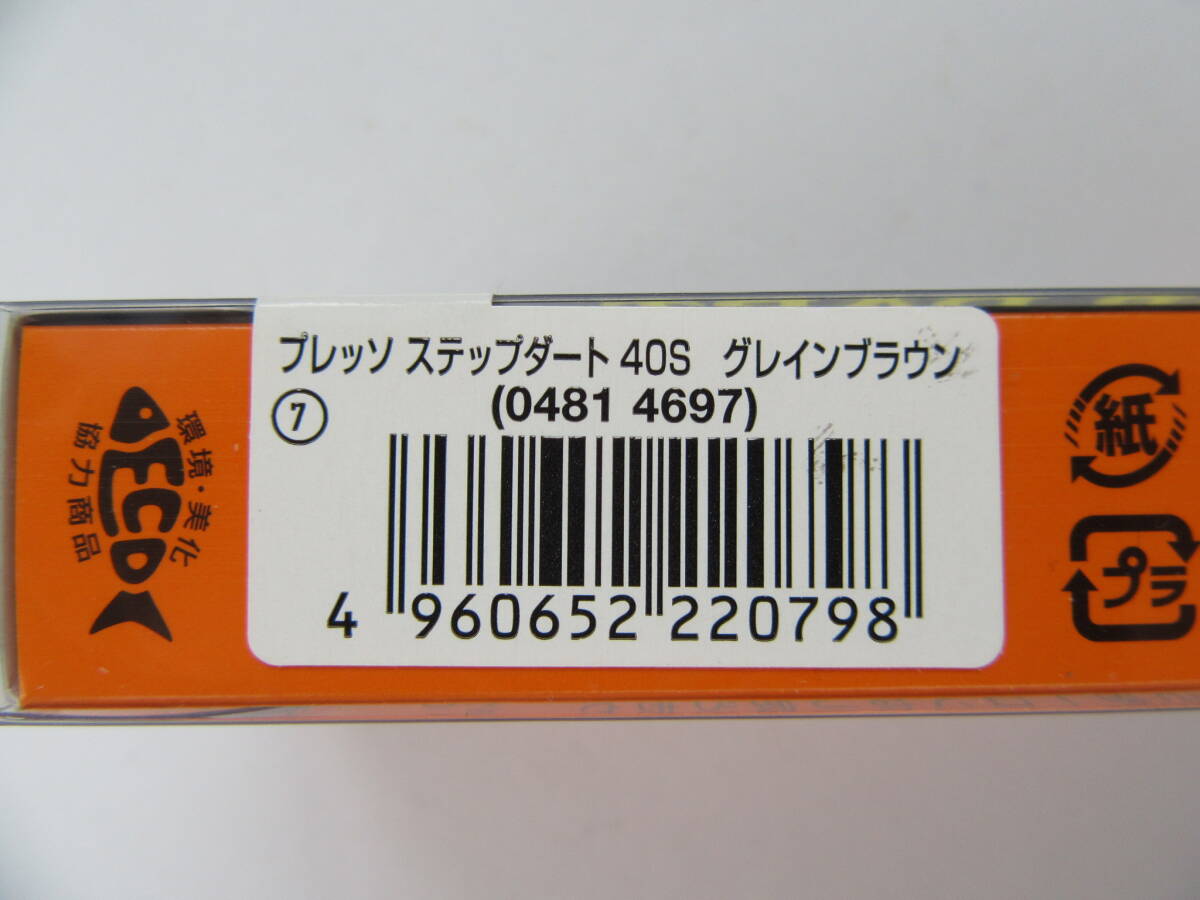 プレッソ ステップダート 40S グレインブラウン
⑦ (0481 4697)
4 960652 220798
環境・美化
ECO
協力商品
紙
プラ